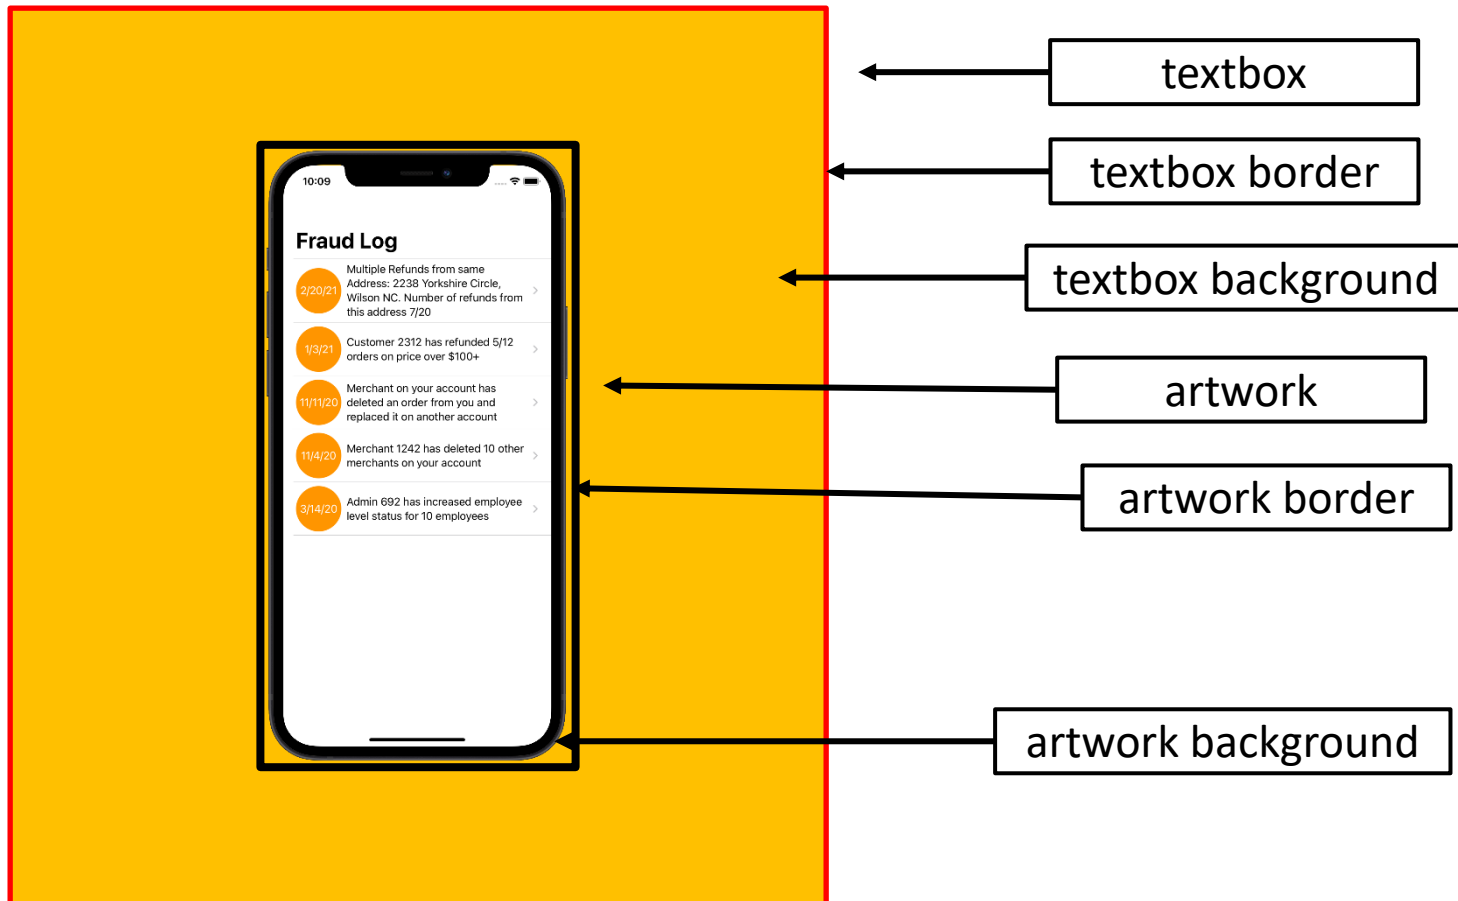 10:09
Fraud Log
2/20/21
Multiple Refunds from same
Address: 2238 Yorkshire Circle,
Wilson NC. Number of refunds from
this address 7/20
1/3/21
Customer 2312 has refunded 5/12
orders on price over $100+
11/11/20
Merchant on your account has
deleted an order from you and
replaced it on another account
11/4/20
Merchant 1242 has deleted 10 other
merchants on your account
3/14/20
Admin 692 has increased employee
level status for 10 employees
textbox
textbox border
textbox background
artwork
artwork border
artwork background